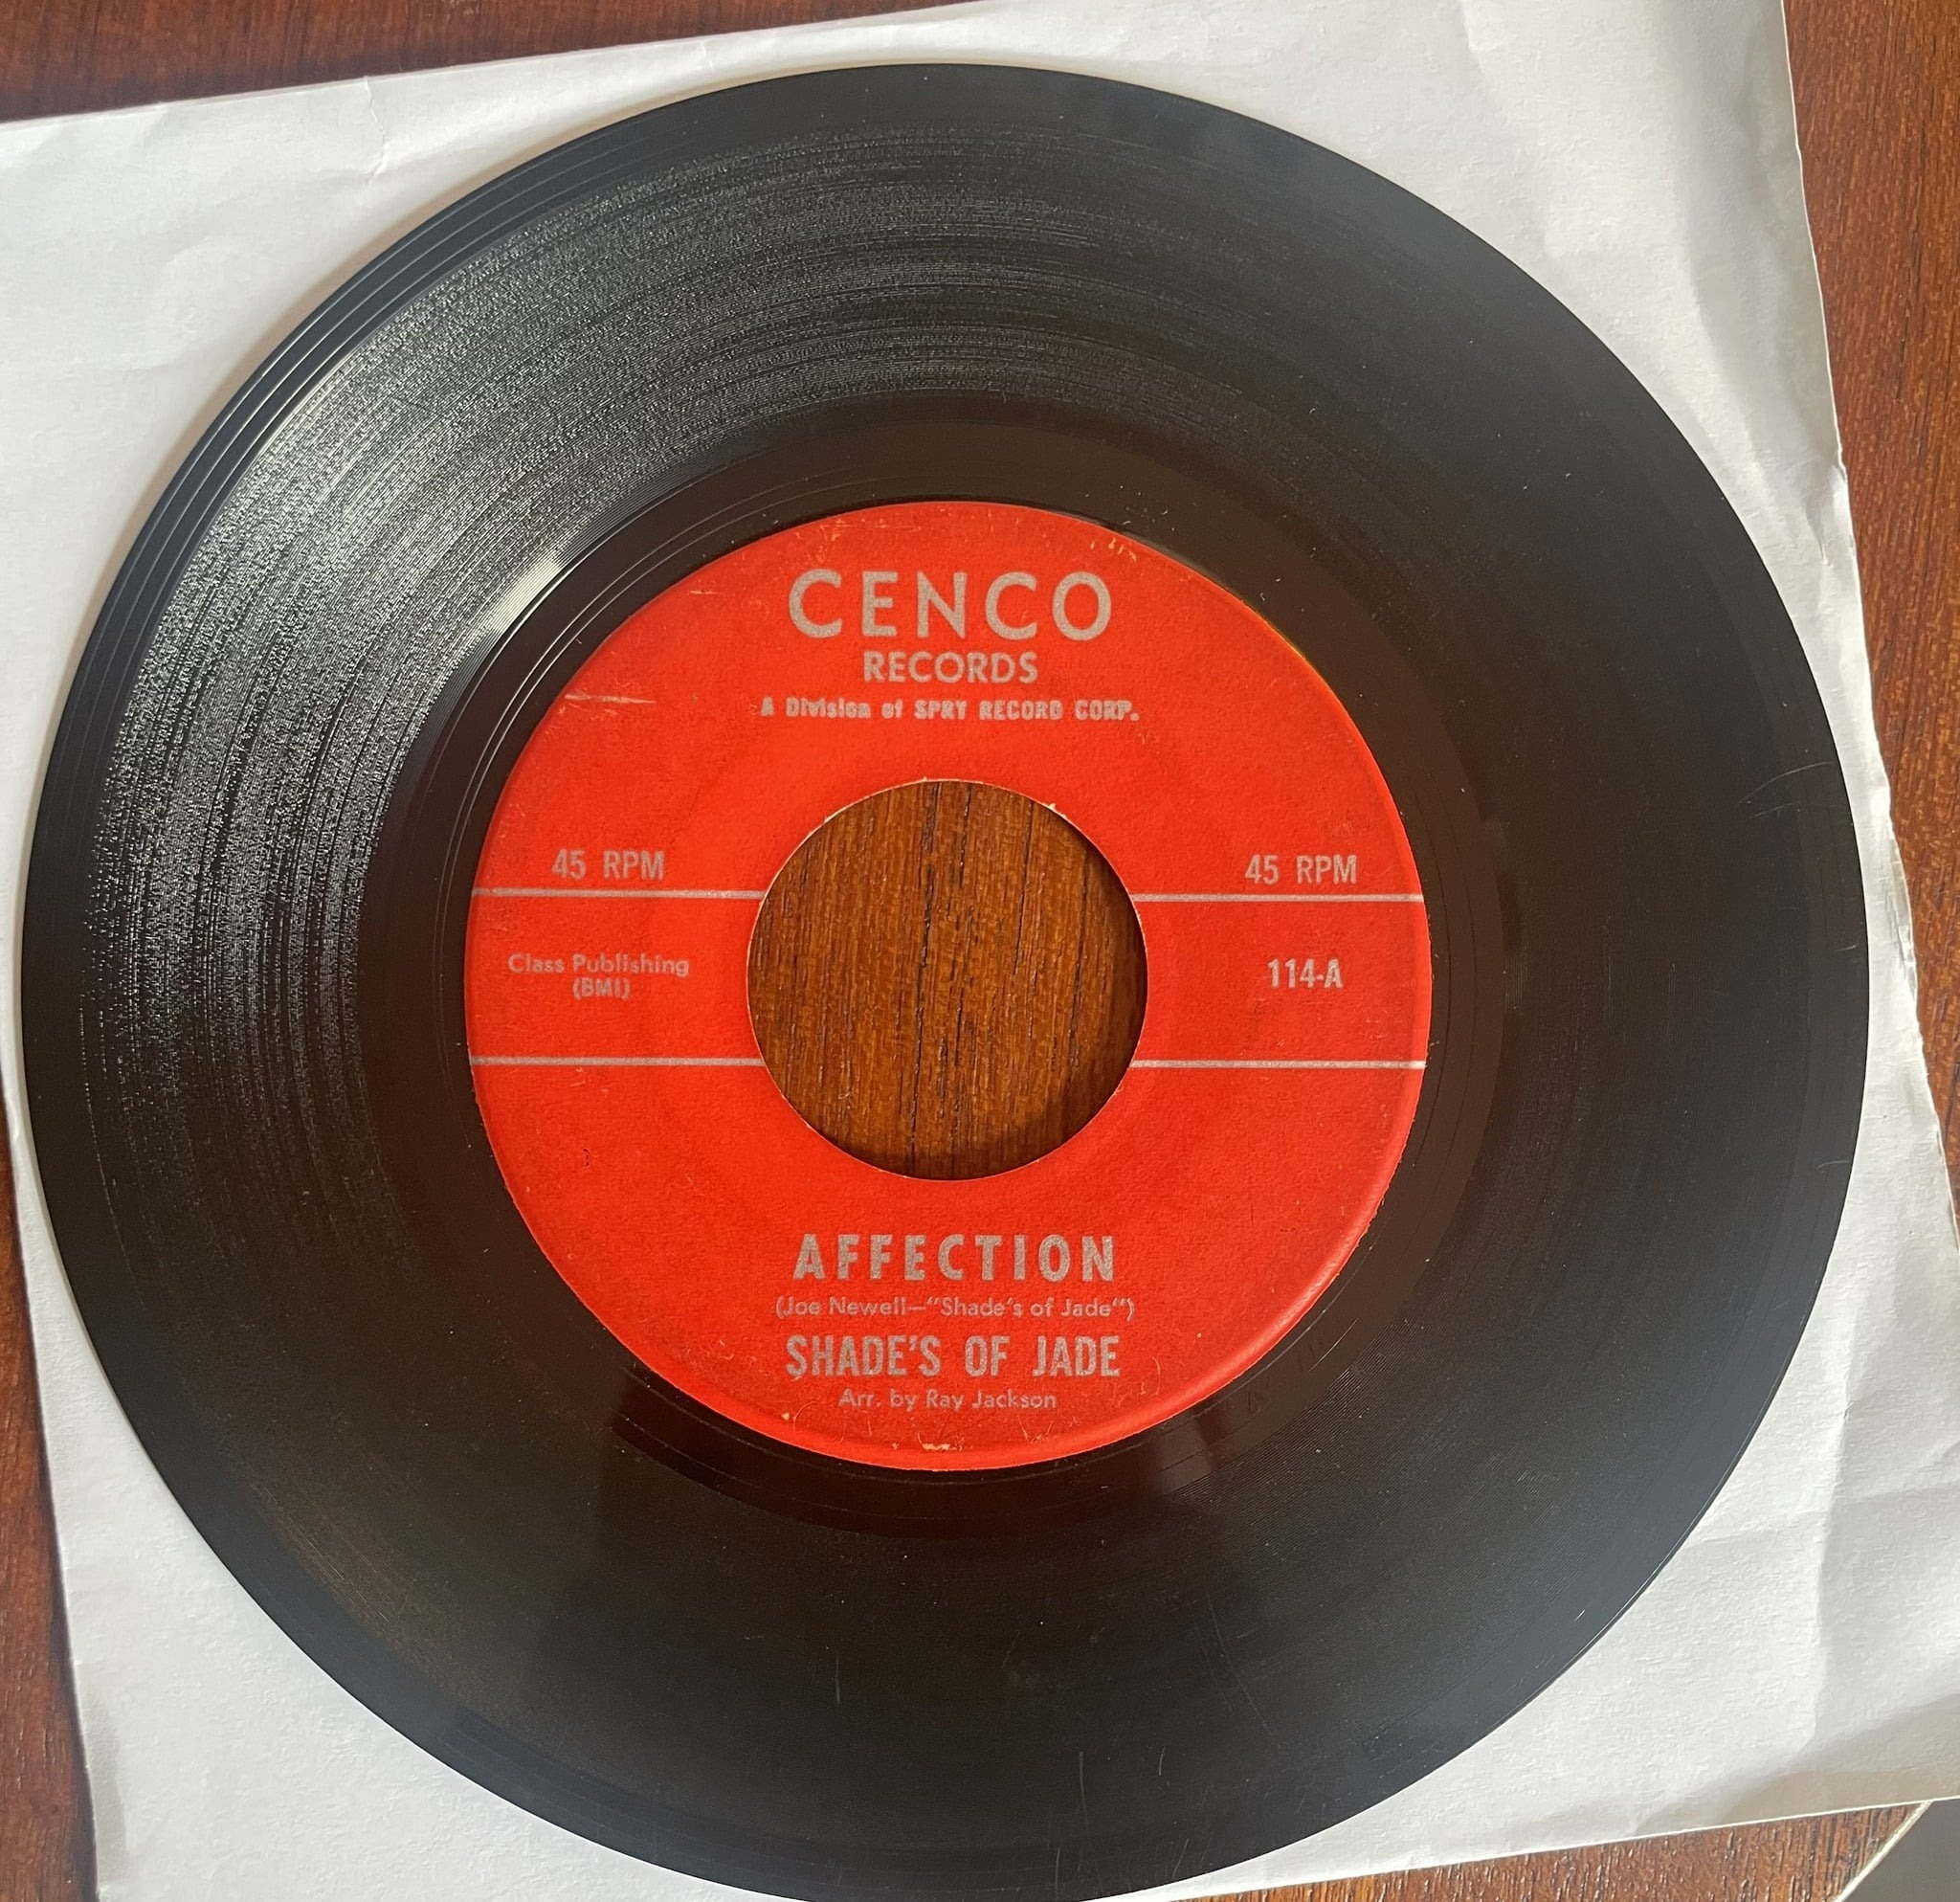 CENCO
RECORDS
A Division of SPRY RECORD CORP.
45 RPM
45 RPM
Class Publishing
(BMI)
114-A
AFFECTION
(Joe Newell—"Shade's of Jade")
SHADE'S OF JADE
Arr. by Ray Jackson